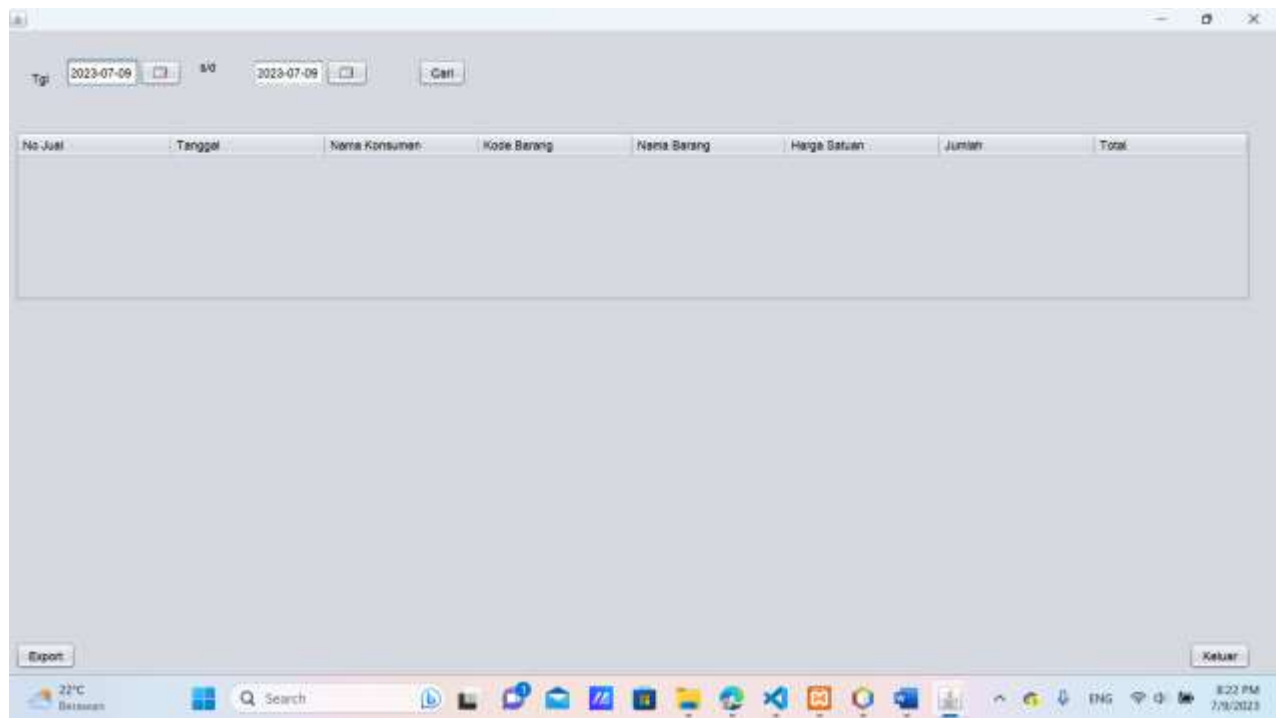 Tgl 2023-07-09 s/d 2023-07-09 Cari
No Jual Tanggal Nama Konsumen Kode Barang Nama Barang Harga Satuan Jumlah Total
Export Keluar
22°C Search ENG 8:22 PM
Berawan 7/9/2023